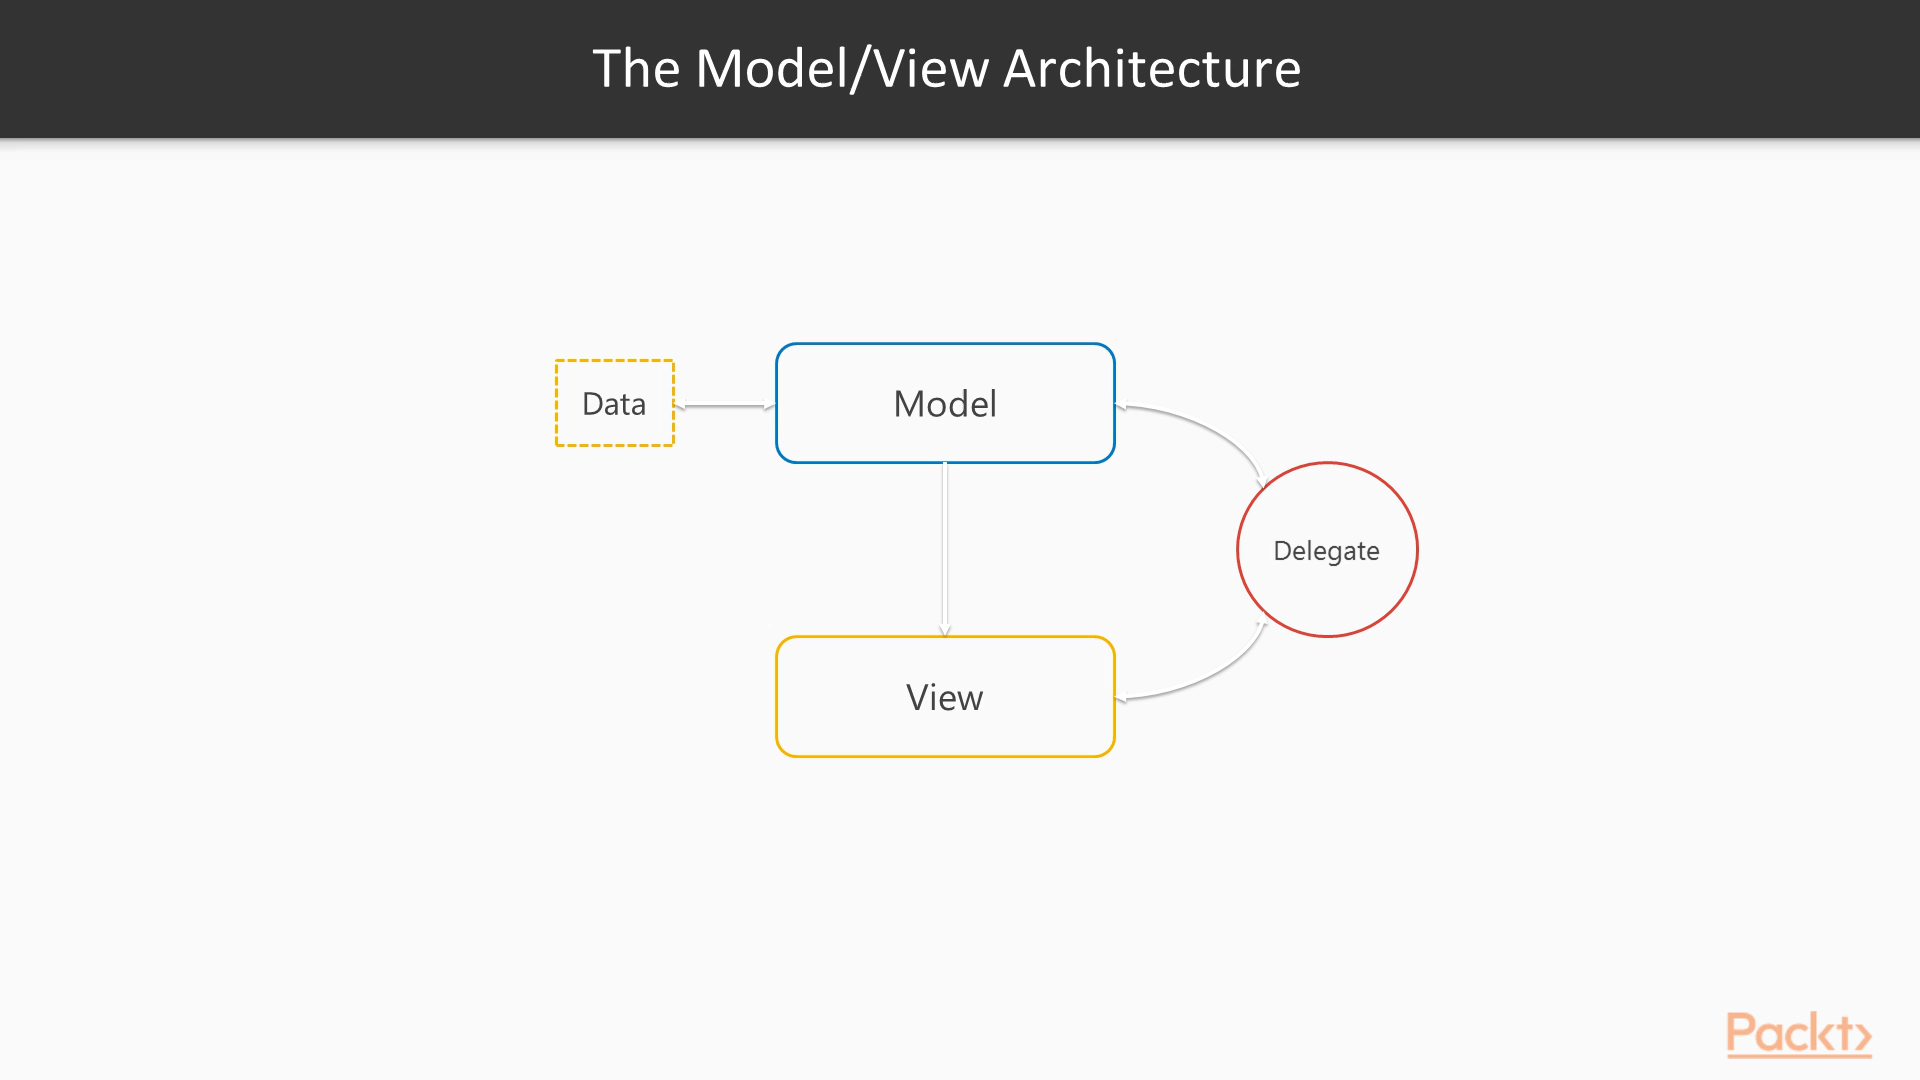 The Model/View Architecture
Data
Model
Delegate
View
Packt>